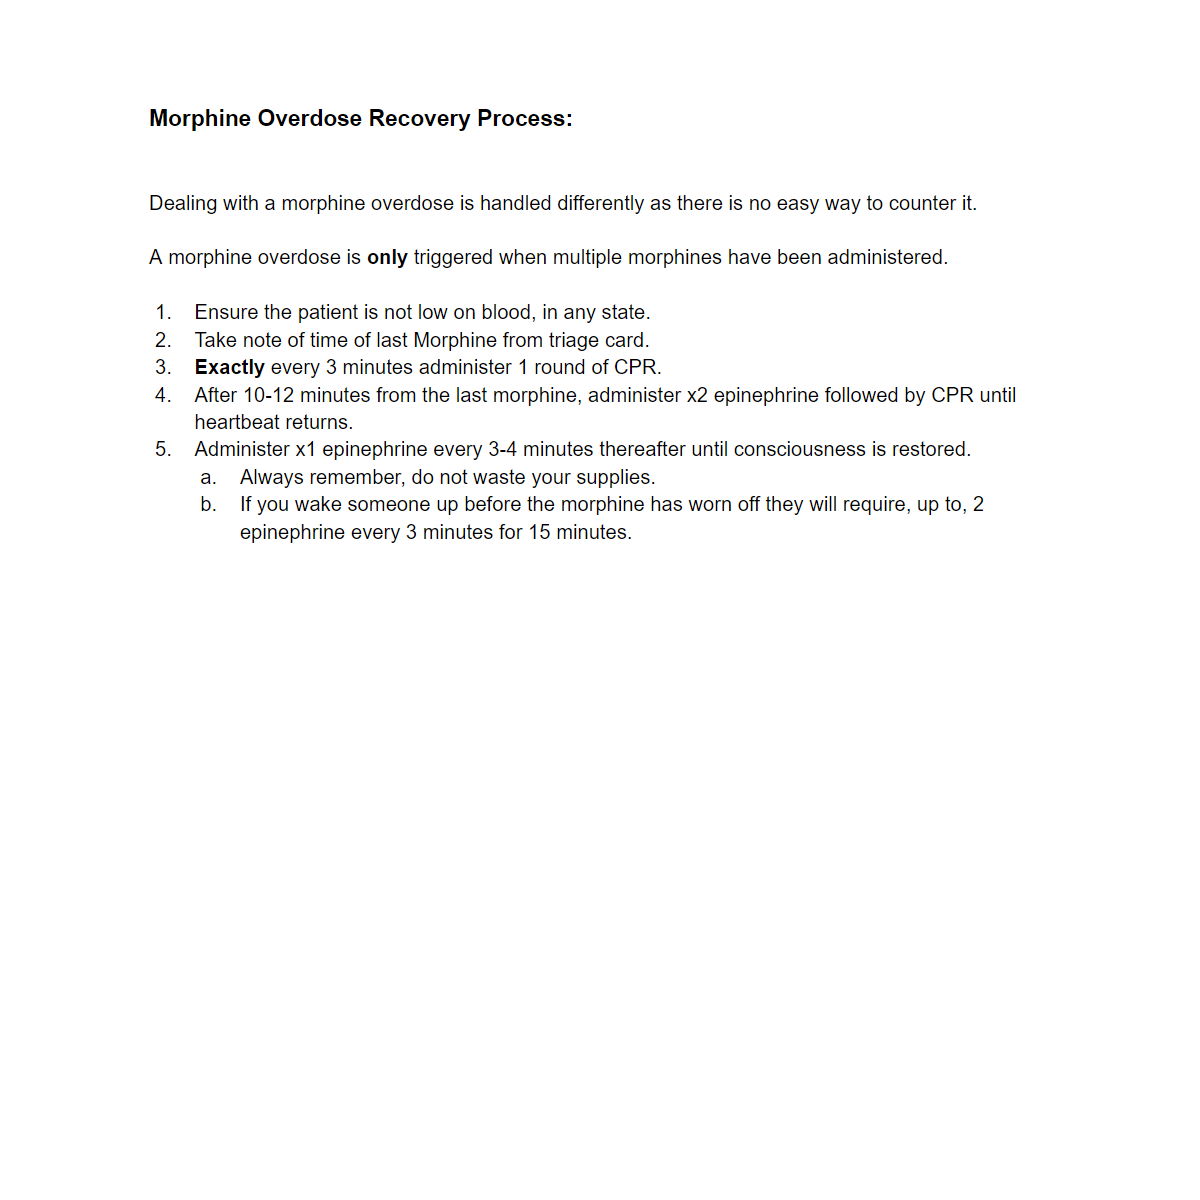 Morphine Overdose Recovery Process:
Dealing with a morphine overdose is handled differently as there is no easy way to counter it.
A morphine overdose is only triggered when multiple morphines have been administered.
1. Ensure the patient is not low on blood, in any state.
2. Take note of time of last Morphine from triage card.
3. Exactly every 3 minutes administer 1 round of CPR.
4. After 10-12 minutes from the last morphine, administer x2 epinephrine followed by CPR until
heartbeat returns.
5. Administer x1 epinephrine every 3-4 minutes thereafter until consciousness is restored.
a. Always remember, do not waste your supplies.
b. If you wake someone up before the morphine has worn off they will require, up to, 2
epinephrine every 3 minutes for 15 minutes.